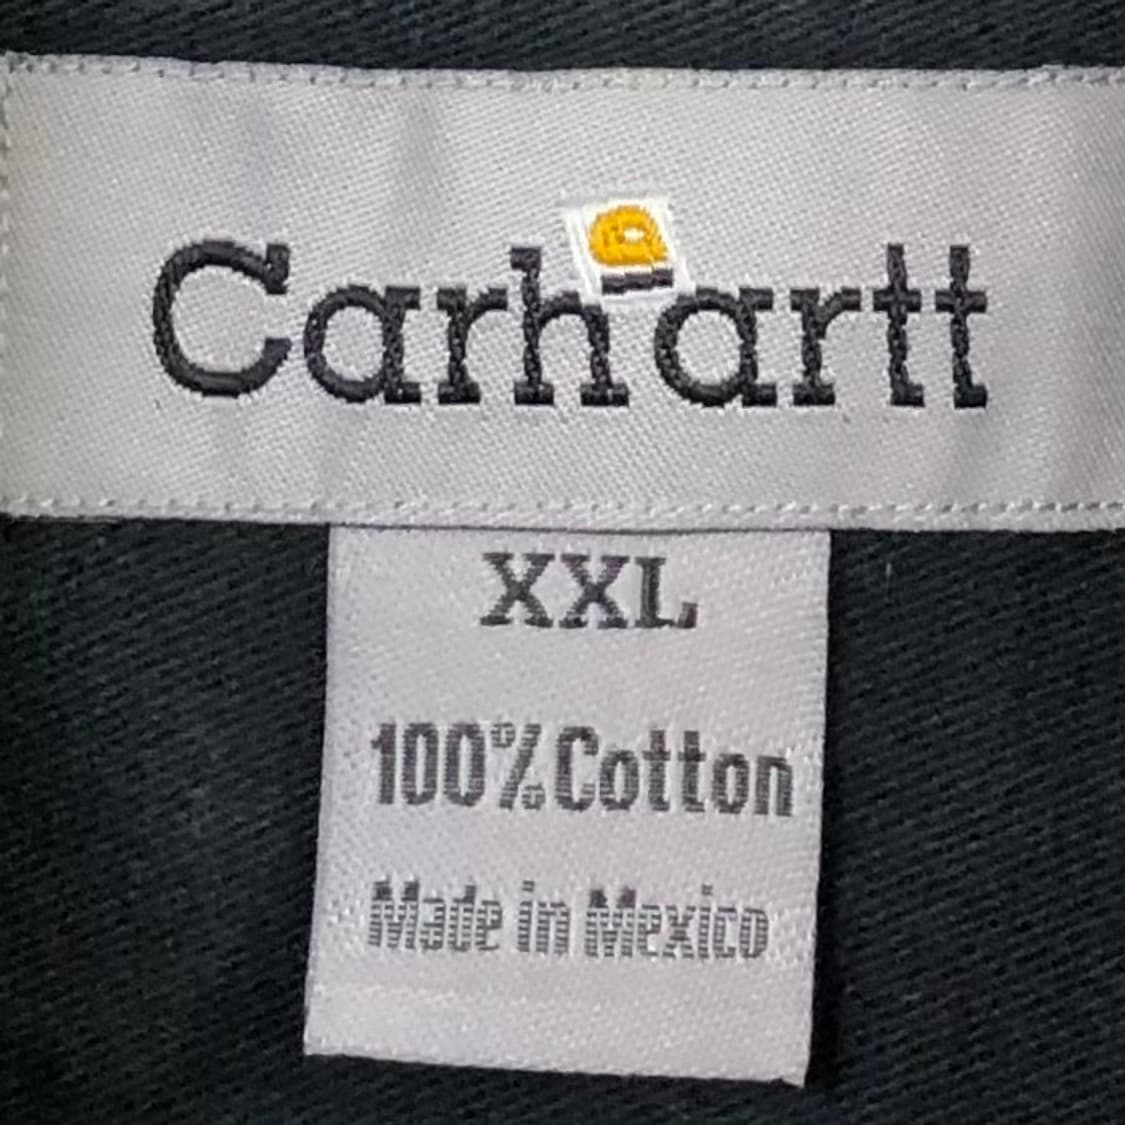 Carhartt
XXL
100% Cotton
Made in Mexico